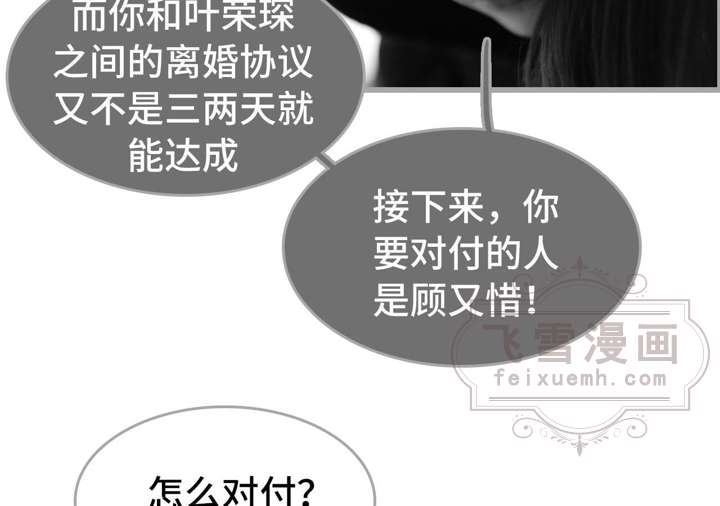 而你和叶荣琛
之间的离婚协议
又不是三两天就
能达成
接下来，你
要对付的人
是顾又惜！
飞雪漫画
feixuemh.com
怎么对付？